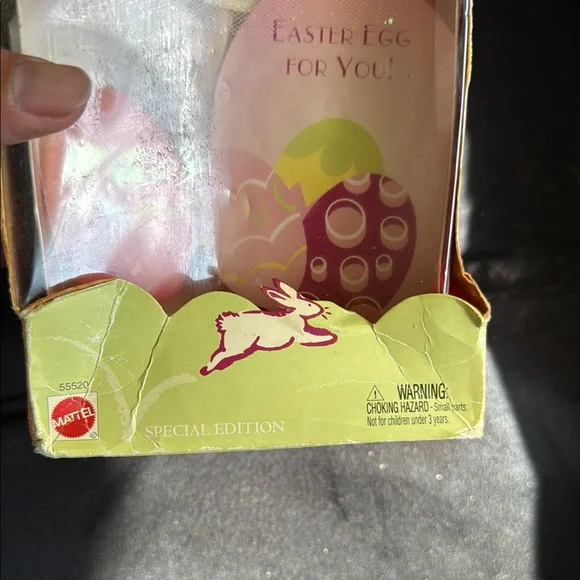 EASTER EGG
FOR YOU!
55520
MATTEL
®
SPECIAL EDITION
⚠ WARNING:
CHOKING HAZARD - Small parts.
Not for children under 3 years.